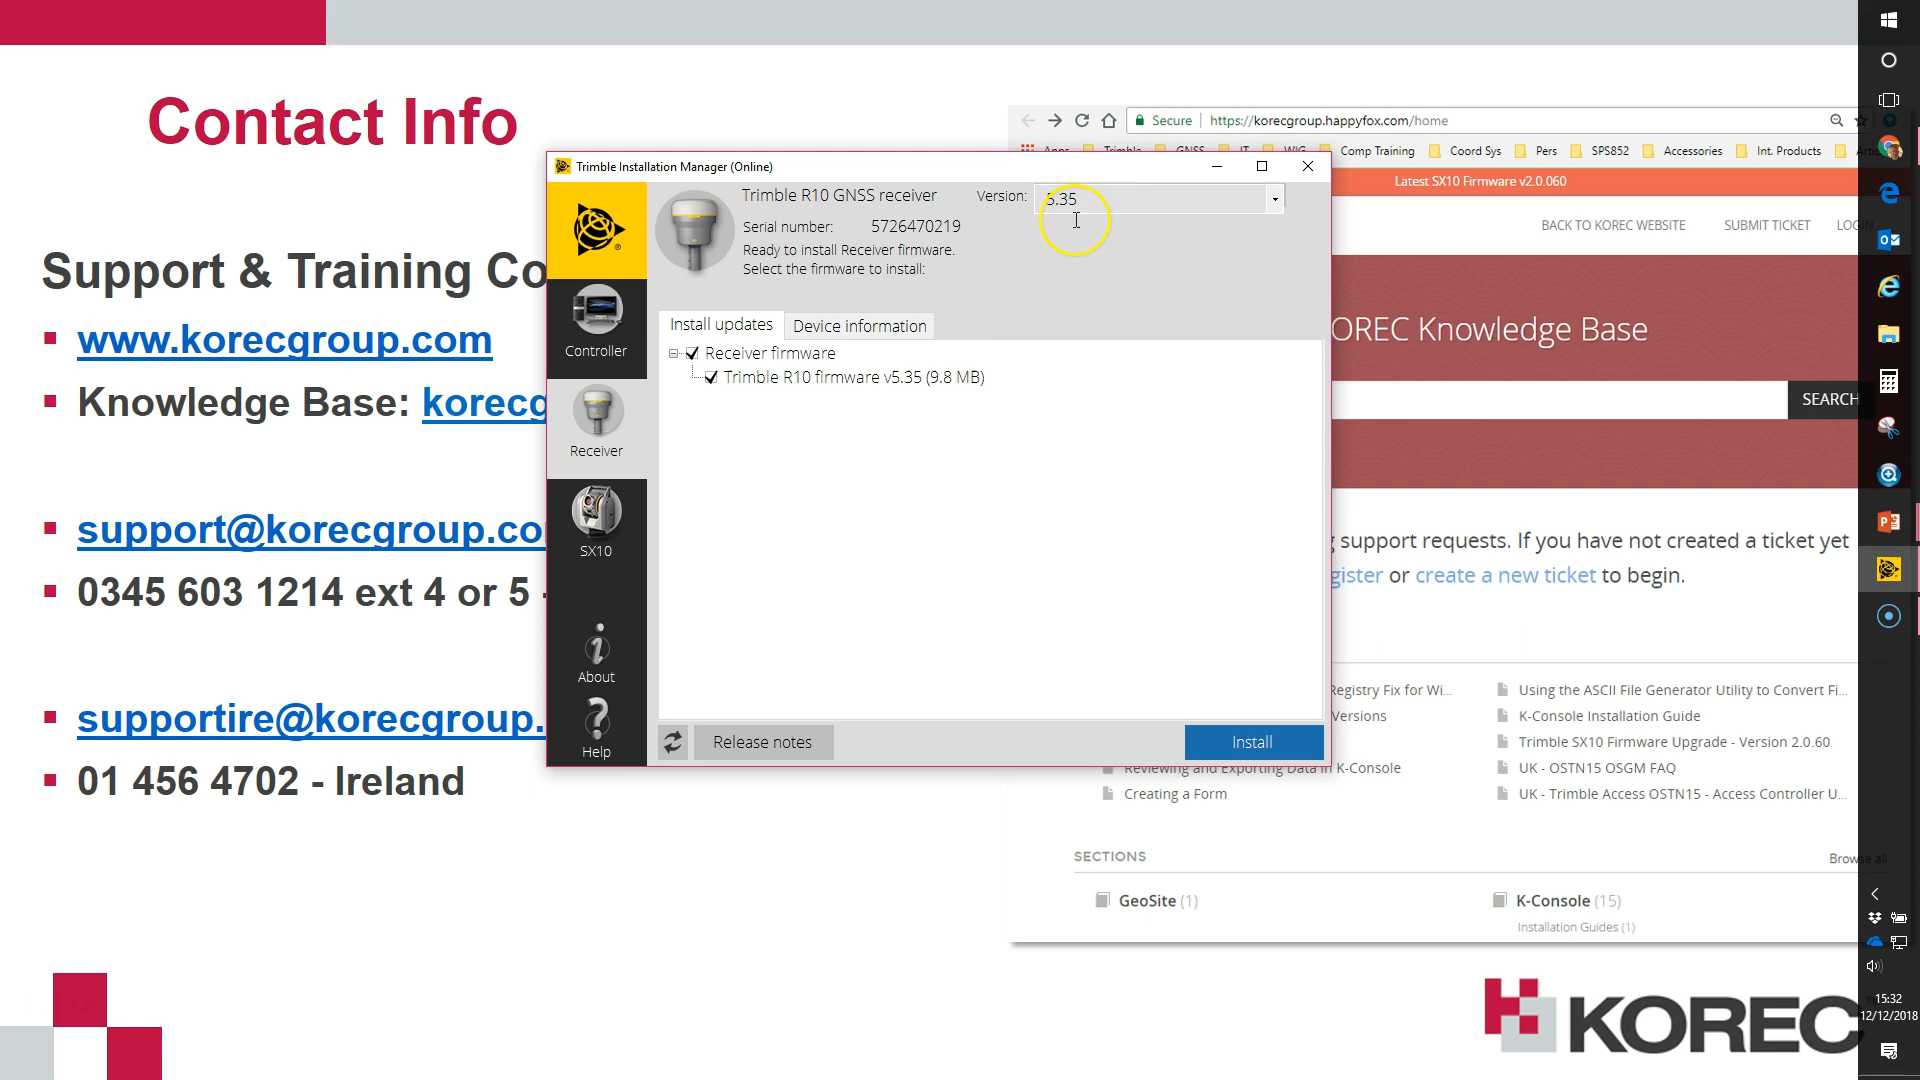 Contact Info
Support & Training Co
www.korecgroup.com
Knowledge Base: korecg
support@korecgroup.co
0345 603 1214 ext 4 or 5 -
supportire@korecgroup.
01 456 4702 - Ireland
Trimble Installation Manager (Online)
Trimble R10 GNSS receiver
Version:
5.35
Serial number: 5726470219
Ready to install Receiver firmware.
Select the firmware to install:
Controller
Receiver
SX10
About
Help
Install updates
Device information
Receiver firmware
Trimble R10 firmware v5.35 (9.8 MB)
Release notes
Install
Secure
https://korecgroup.happyfox.com/home
Apps Trimble GNSS IT WIG Comp Training Coord Sys Pers SPS852 Accessories Int. Products
Latest SX10 Firmware v2.0.060
BACK TO KOREC WEBSITE SUBMIT TICKET LOGIN
OREC Knowledge Base
SEARCH
g support requests. If you have not created a ticket yet
gister or create a new ticket to begin.
Registry Fix for Wi...
Versions
Reviewing and Exporting Data in K-Console
Creating a Form
Using the ASCII File Generator Utility to Convert Fi...
K-Console Installation Guide
Trimble SX10 Firmware Upgrade - Version 2.0.60
UK - OSTN15 OSGM FAQ
UK - Trimble Access OSTN15 - Access Controller U...
SECTIONS
Browse all
GeoSite (1)
K-Console (15)
Installation Guides (1)
KOREC
15:32
12/12/2018